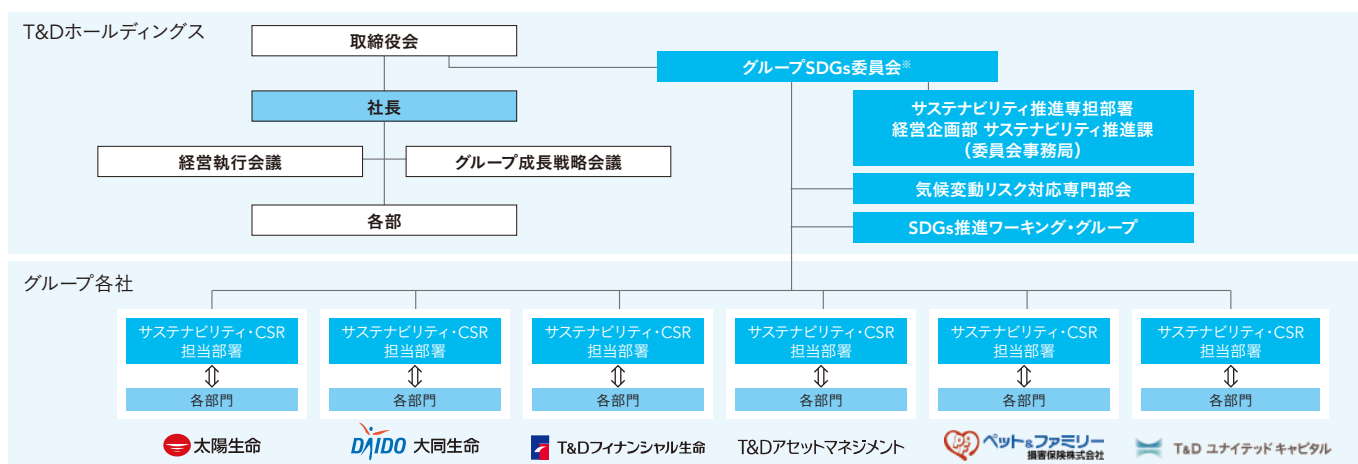 T&Dホールディングス
取締役会
グループSDGs委員会※
社長
サステナビリティ推進専担部署
経営企画部 サステナビリティ推進課
（委員会事務局）
経営執行会議
グループ成長戦略会議
気候変動リスク対応専門部会
各部
SDGs推進ワーキング・グループ
グループ各社
サステナビリティ・CSR
担当部署
各部門
太陽生命
サステナビリティ・CSR
担当部署
各部門
DAIDO 大同生命
サステナビリティ・CSR
担当部署
各部門
T&Dフィナンシャル生命
サステナビリティ・CSR
担当部署
各部門
T&Dアセットマネジメント
サステナビリティ・CSR
担当部署
各部門
ペット&ファミリー
損害保険株式会社
サステナビリティ・CSR
担当部署
各部門
T&D ユナイテッドキャピタル